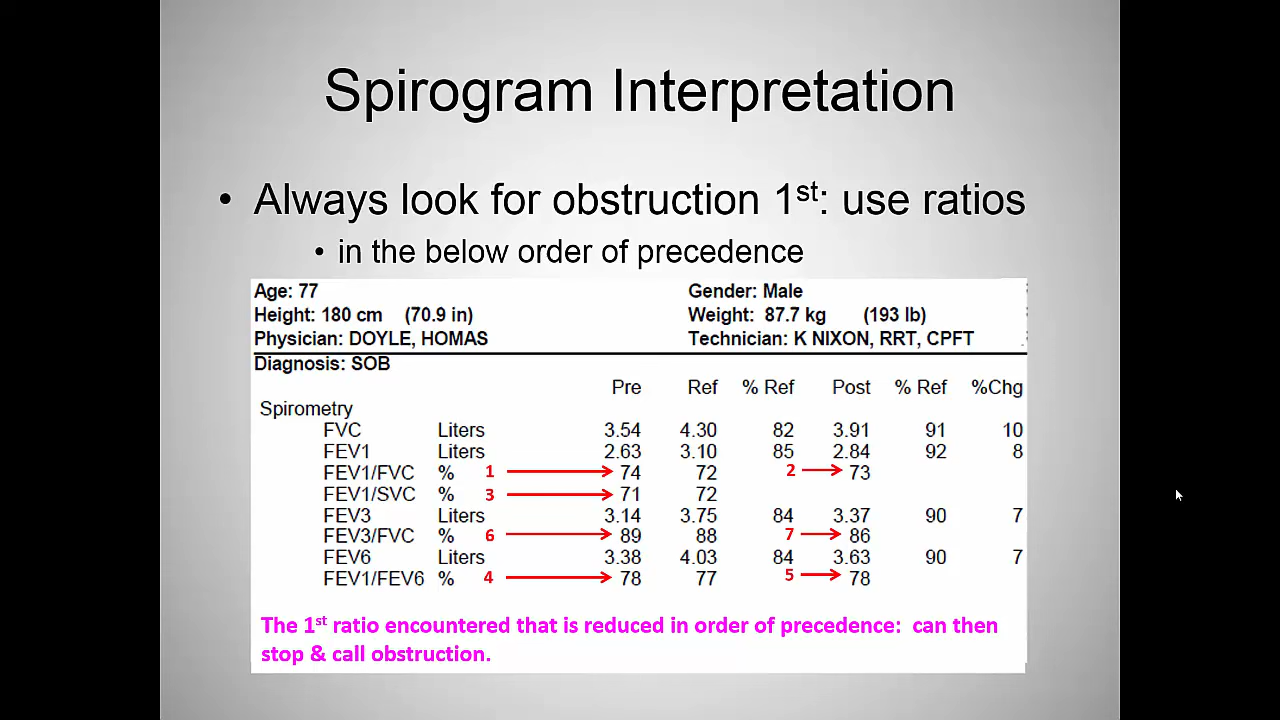 Spirogram Interpretation
• Always look for obstruction 1st: use ratios
• in the below order of precedence
Age: 77 Gender: Male
Height: 180 cm (70.9 in) Weight: 87.7 kg (193 lb)
Physician: DOYLE, HOMAS Technician: K NIXON, RRT, CPFT
Diagnosis: SOB
Pre Ref % Ref Post % Ref %Chg
Spirometry
FVC Liters 3.54 4.30 82 3.91 91 10
FEV1 Liters 2.63 3.10 85 2.84 92 8
FEV1/FVC % 1 74 72 2 73
FEV1/SVC % 3 71 72
FEV3 Liters 3.14 3.75 84 3.37 90 7
FEV3/FVC % 6 89 88 7 86
FEV6 Liters 3.38 4.03 84 3.63 90 7
FEV1/FEV6 % 4 78 77 5 78
The 1st ratio encountered that is reduced in order of precedence: can then
stop & call obstruction.